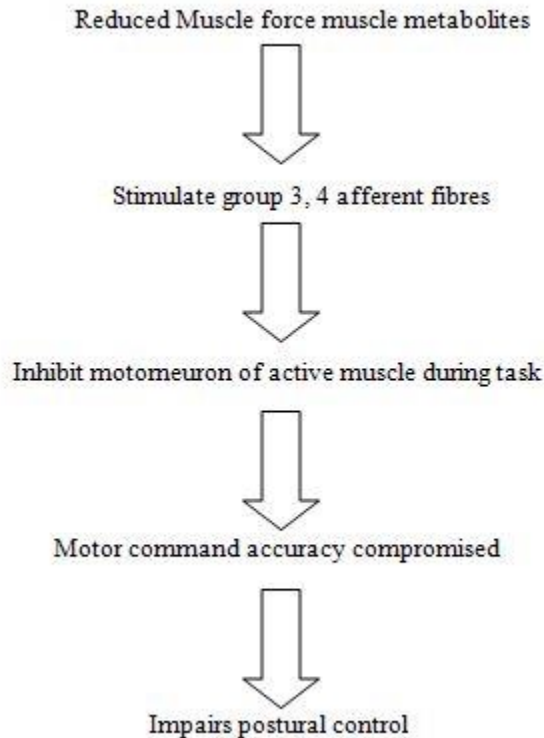 Reduced Muscle force muscle metabolites
Stimulate group 3, 4 afferent fibres
Inhibit motorneuron of active muscle during task
Motor command accuracy compromised
Impairs postural control